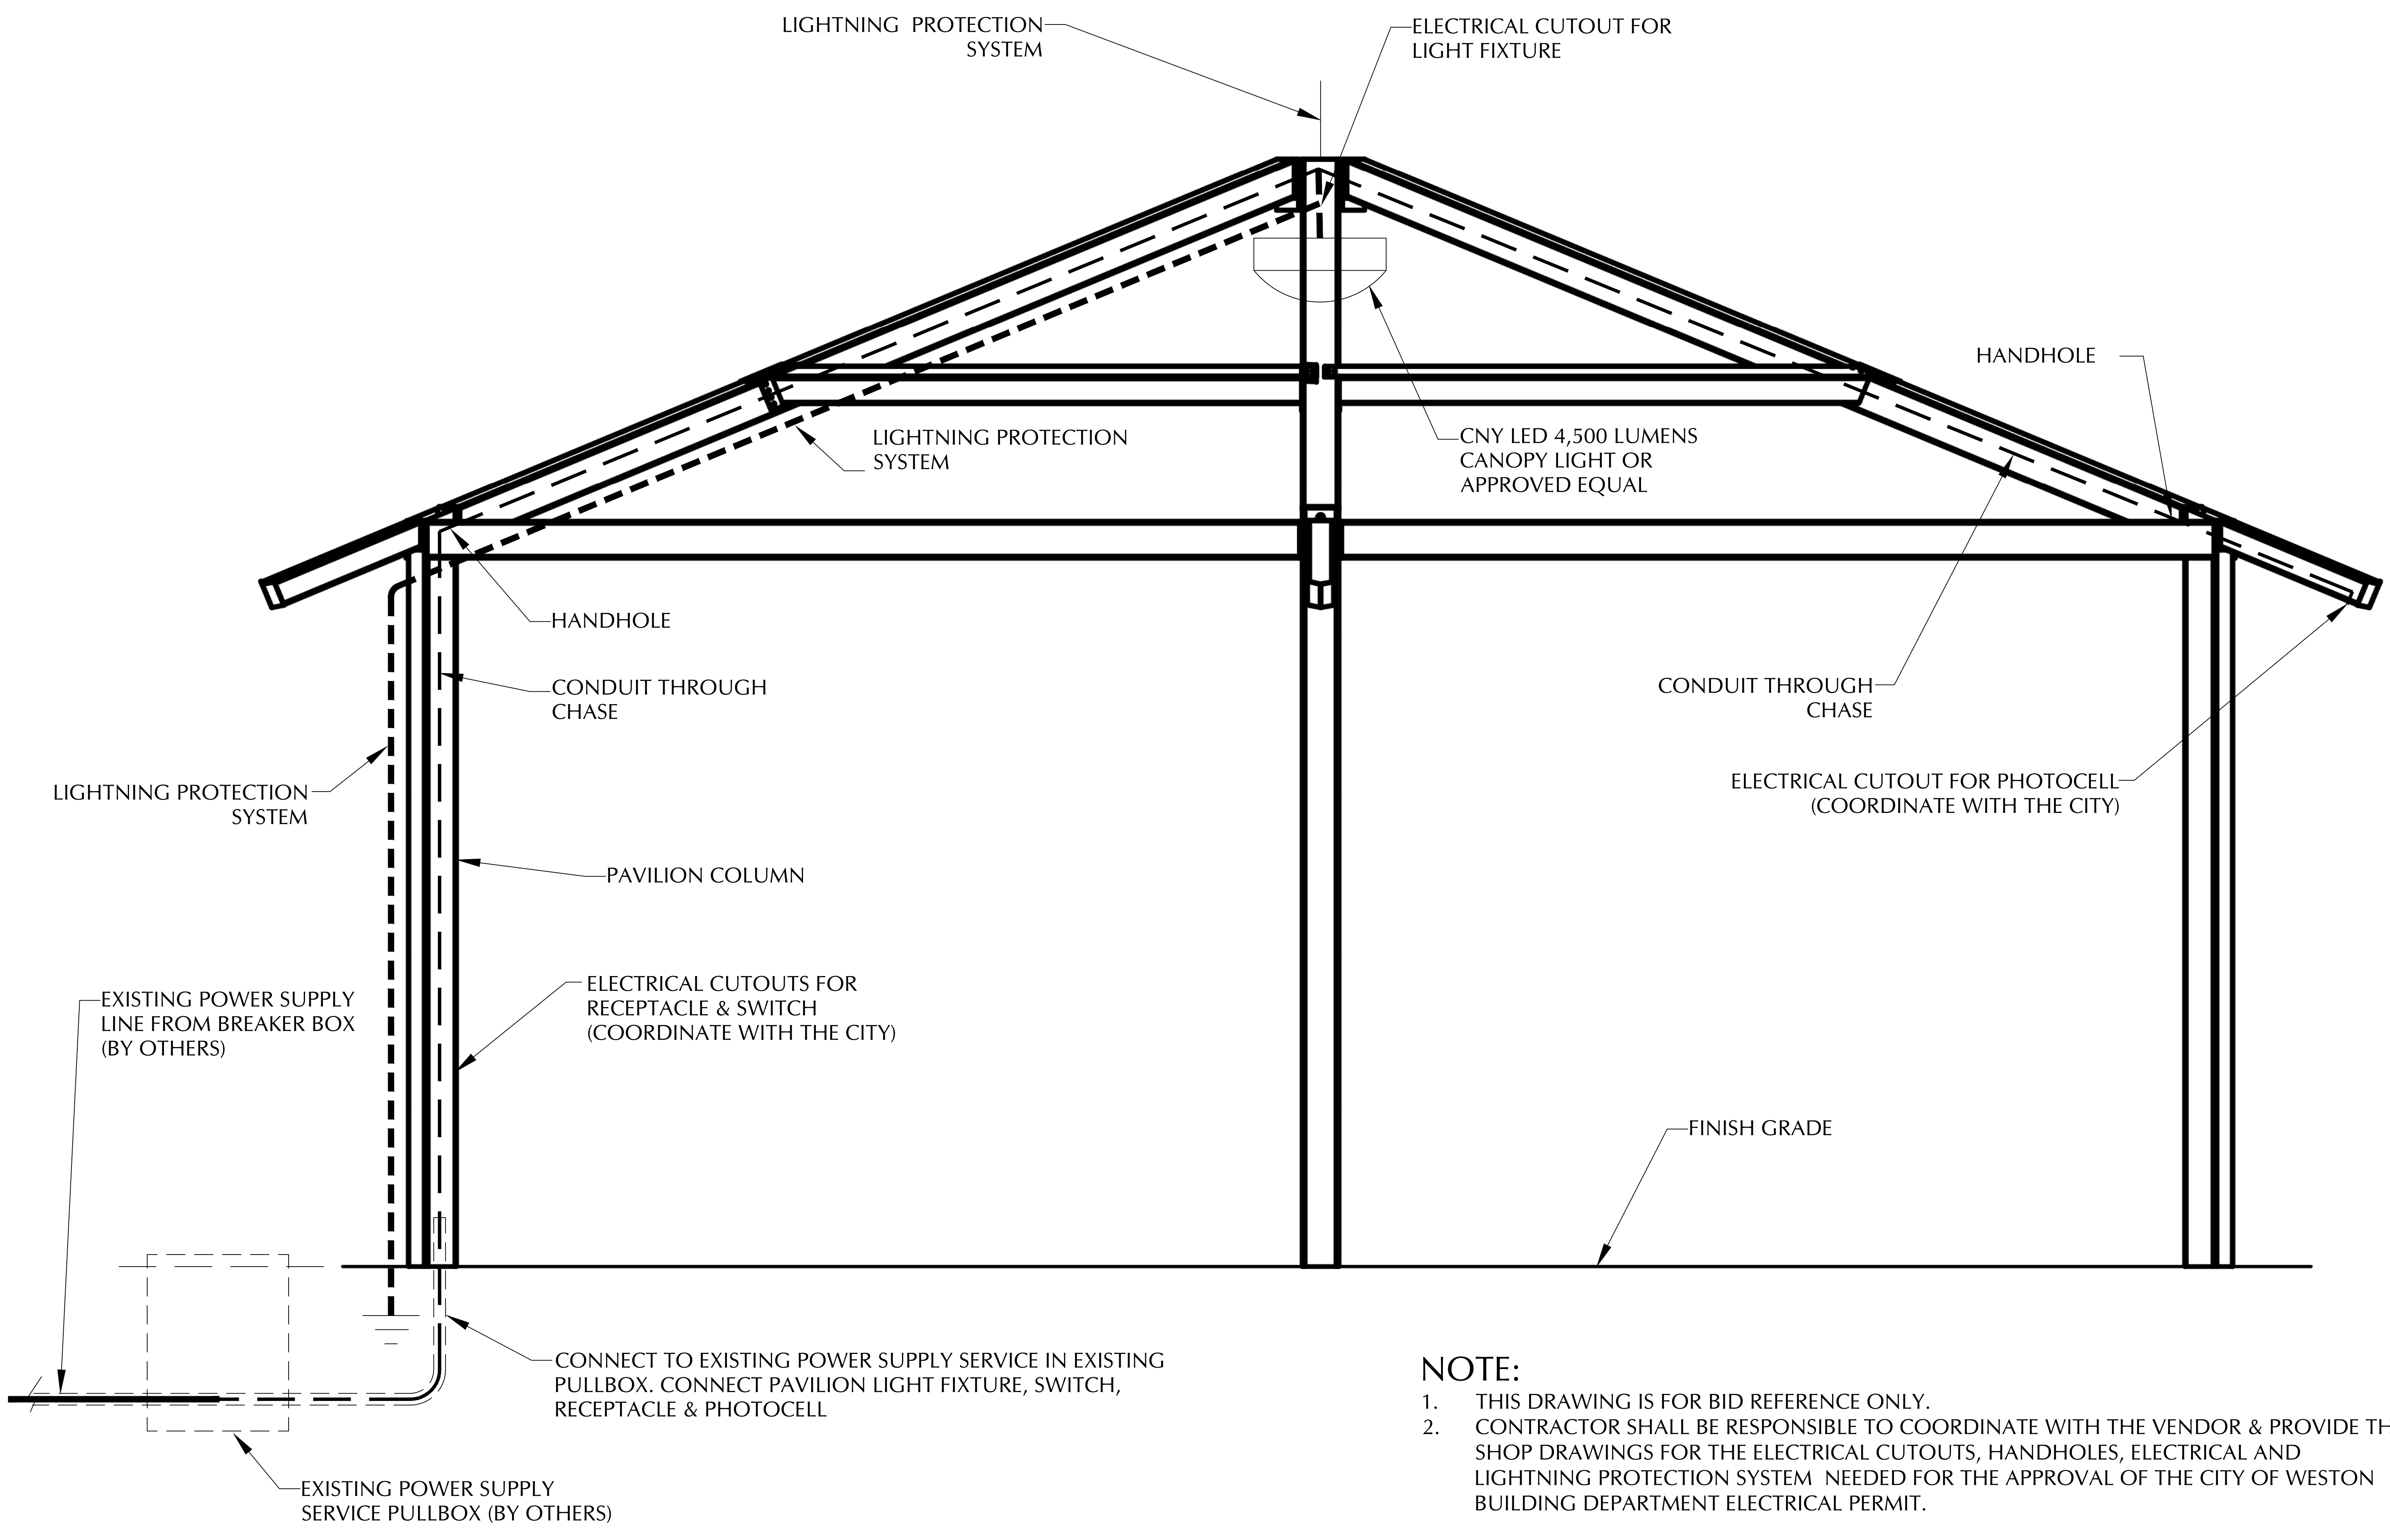 LIGHTNING PROTECTION
SYSTEM
ELECTRICAL CUTOUT FOR
LIGHT FIXTURE
HANDHOLE
LIGHTNING PROTECTION
SYSTEM
CNY LED 4,500 LUMENS
CANOPY LIGHT OR
APPROVED EQUAL
HANDHOLE
CONDUIT THROUGH
CHASE
CONDUIT THROUGH
CHASE
LIGHTNING PROTECTION
SYSTEM
ELECTRICAL CUTOUT FOR PHOTOCELL
(COORDINATE WITH THE CITY)
PAVILION COLUMN
ELECTRICAL CUTOUTS FOR
RECEPTACLE & SWITCH
(COORDINATE WITH THE CITY)
EXISTING POWER SUPPLY
LINE FROM BREAKER BOX
(BY OTHERS)
FINISH GRADE
CONNECT TO EXISTING POWER SUPPLY SERVICE IN EXISTING
PULLBOX. CONNECT PAVILION LIGHT FIXTURE, SWITCH,
RECEPTACLE & PHOTOCELL
EXISTING POWER SUPPLY
SERVICE PULLBOX (BY OTHERS)
NOTE:
1. THIS DRAWING IS FOR BID REFERENCE ONLY.
2. CONTRACTOR SHALL BE RESPONSIBLE TO COORDINATE WITH THE VENDOR & PROVIDE
SHOP DRAWINGS FOR THE ELECTRICAL CUTOUTS, HANDHOLES, ELECTRICAL AND
LIGHTNING PROTECTION SYSTEM NEEDED FOR THE APPROVAL OF THE CITY OF WESTON
BUILDING DEPARTMENT ELECTRICAL PERMIT.